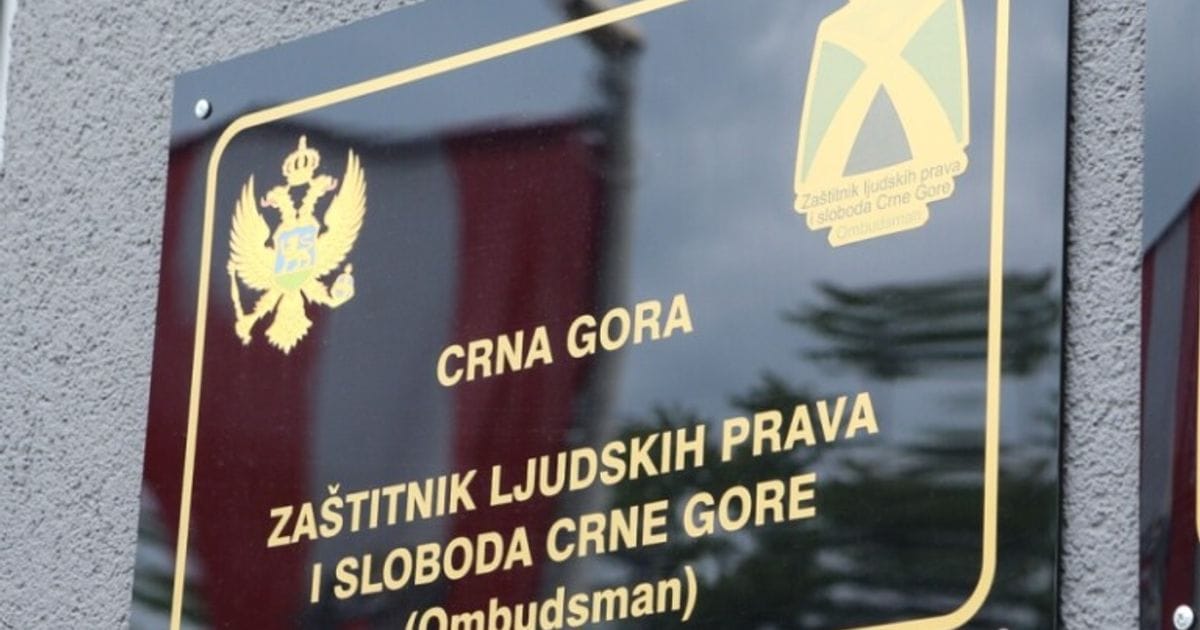 Zaštitnik ljudskih prava
i sloboda Crne Gore
Ombudsman
CRNA GORA
ZAŠTITNIK LJUDSKIH PRAVA
I SLOBODA CRNE GORE
(Ombudsman)